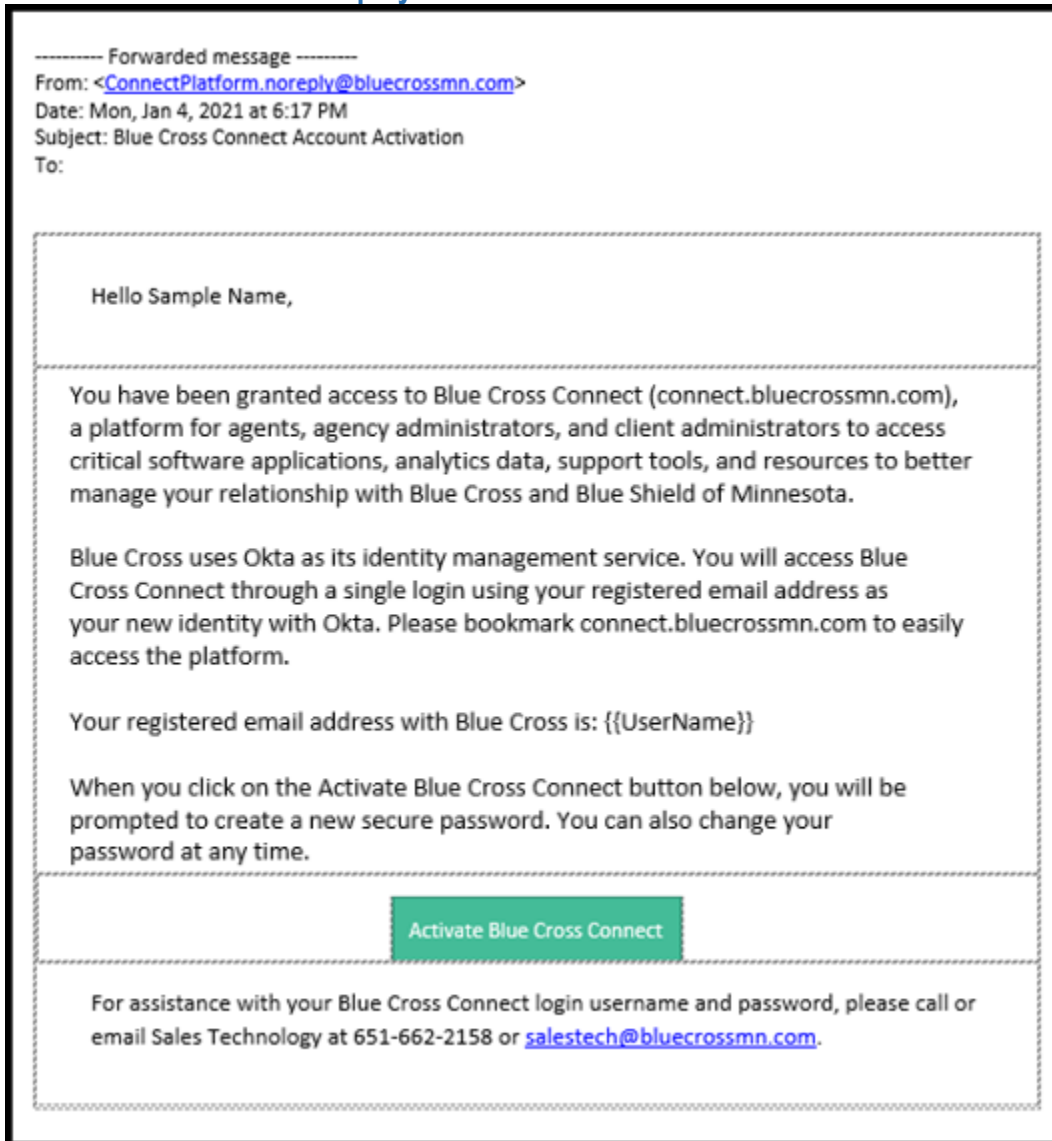 ---------- Forwarded message ---------
From: <ConnectPlatform.noreply@bluecrossmn.com>
Date: Mon, Jan 4, 2021 at 6:17 PM
Subject: Blue Cross Connect Account Activation
To:
Hello Sample Name,
You have been granted access to Blue Cross Connect (connect.bluecrossmn.com),
a platform for agents, agency administrators, and client administrators to access
critical software applications, analytics data, support tools, and resources to better
manage your relationship with Blue Cross and Blue Shield of Minnesota.
Blue Cross uses Okta as its identity management service. You will access Blue
Cross Connect through a single login using your registered email address as
your new identity with Okta. Please bookmark connect.bluecrossmn.com to easily
access the platform.
Your registered email address with Blue Cross is: {{UserName}}
When you click on the Activate Blue Cross Connect button below, you will be
prompted to create a new secure password. You can also change your
password at any time.
Activate Blue Cross Connect
For assistance with your Blue Cross Connect login username and password, please call or
email Sales Technology at 651-662-2158 or salestech@bluecrossmn.com.